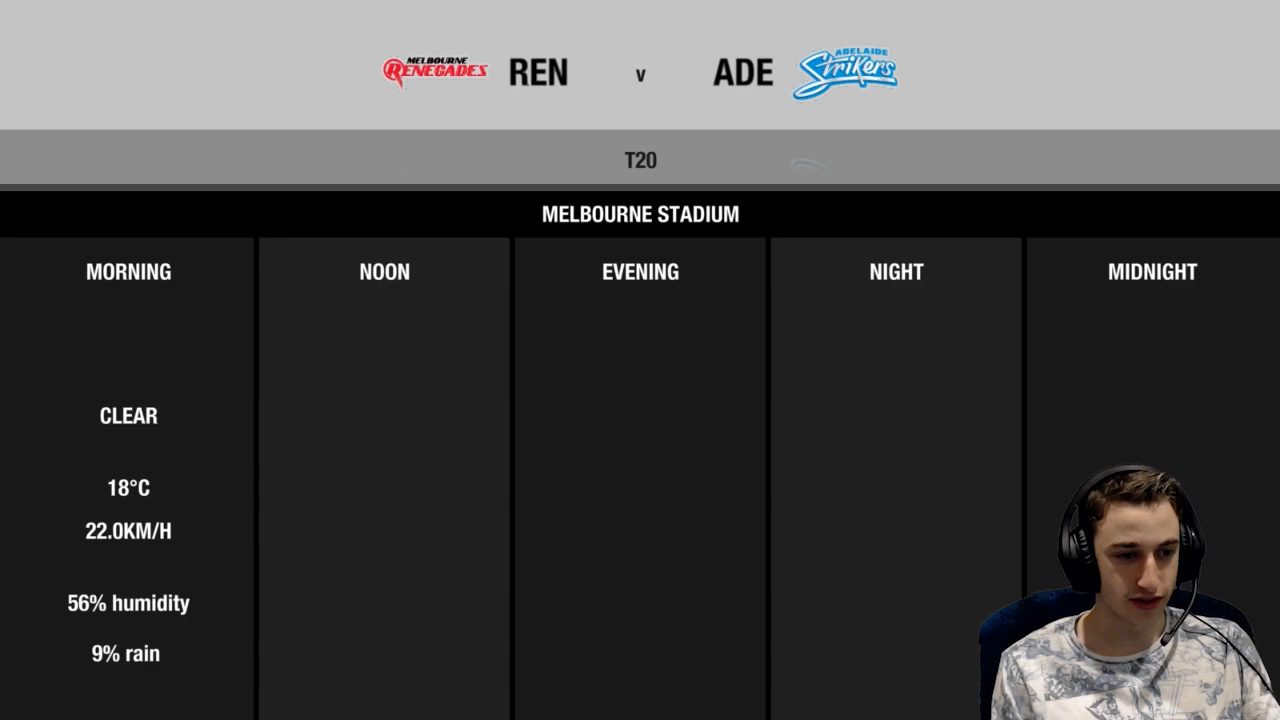 MELBOURNE RENEGADES REN v ADE ADELAIDE Strikers
T20
MELBOURNE STADIUM
MORNING NOON EVENING NIGHT MIDNIGHT
CLEAR
18°C
22.0KM/H
56% humidity
9% rain